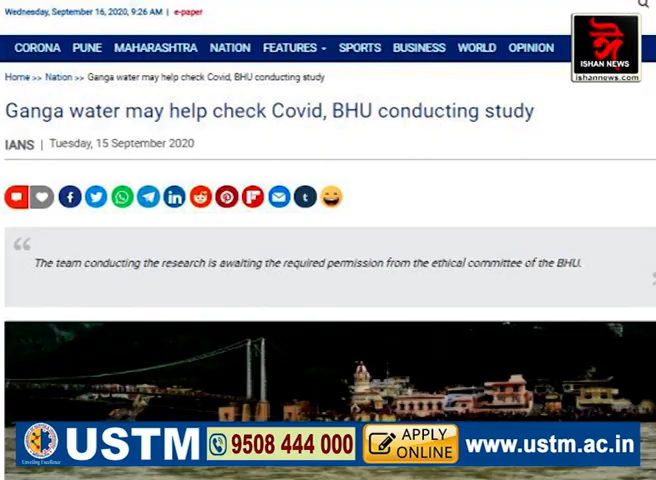 Wednesday, September 16, 2020, 9:26 AM | e-paper
CORONA PUNE MAHARASHTRA NATION FEATURES SPORTS BUSINESS WORLD OPINION
ISHAN NEWS
ishannews.com
Home >> Nation >> Ganga water may help check Covid, BHU conducting study
Ganga water may help check Covid, BHU conducting study
IANS | Tuesday, 15 September 2020
The team conducting the research is awaiting the required permission from the ethical committee of the BHU.
USTM 9508 444 000 APPLY ONLINE www.ustm.ac.in
Unveiling Excellence